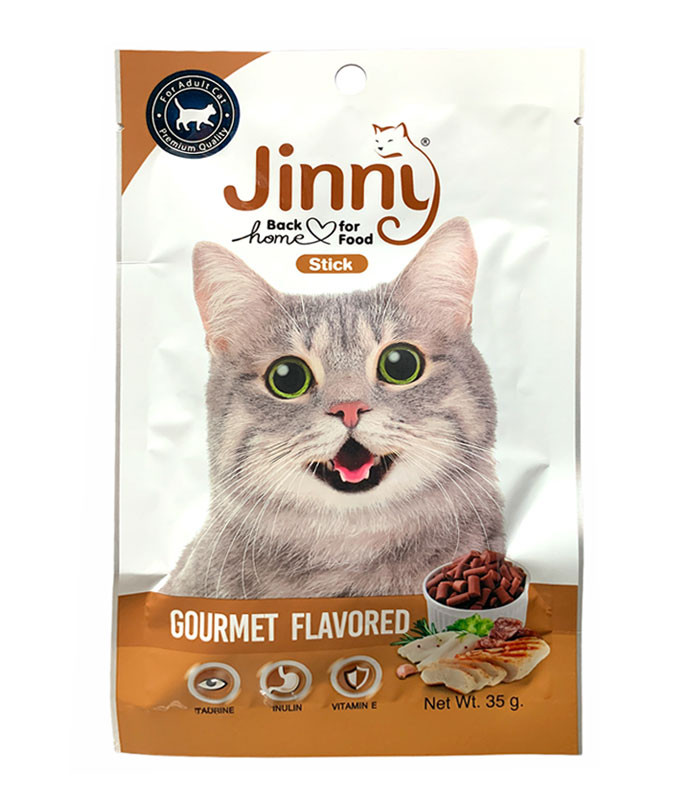 For Adult Cat
Premium Quality
Jinny®
Back for
home Food
Stick
GOURMET FLAVORED
TAURINE INULIN VITAMIN E
Net Wt. 35 g.